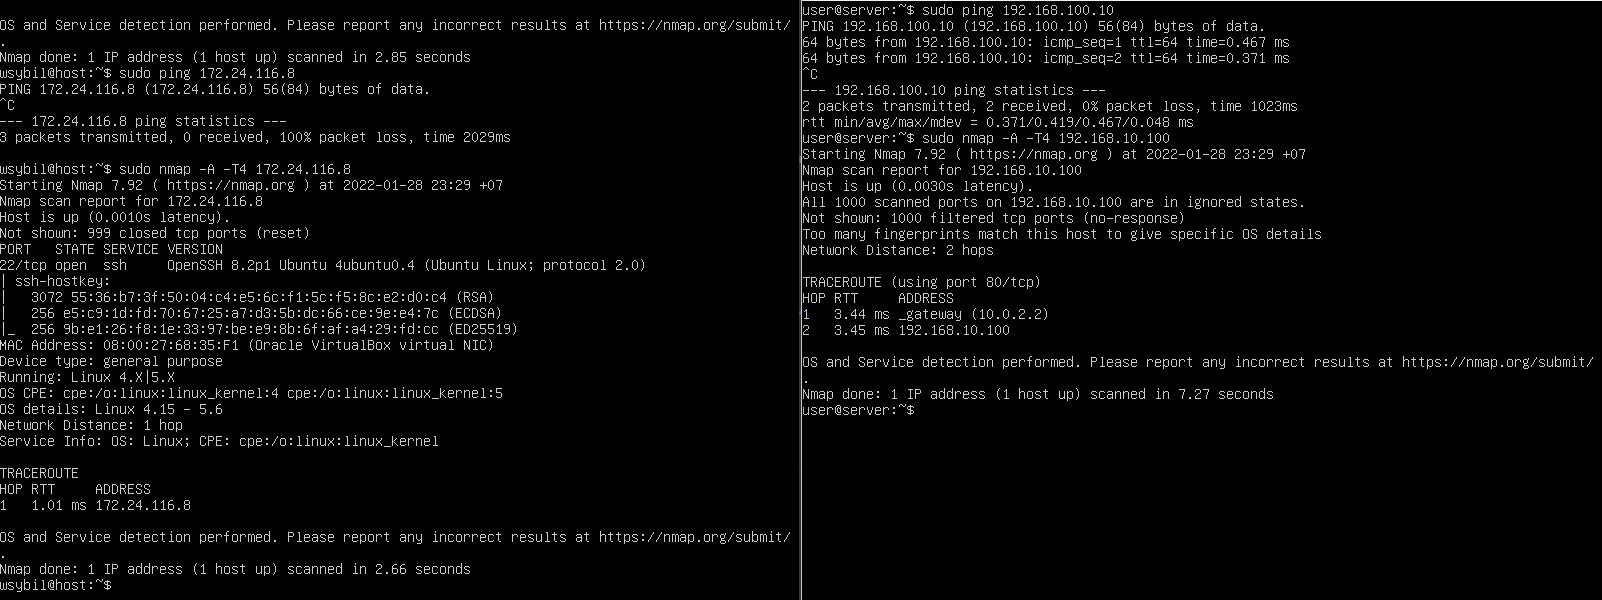 OS and Service detection performed. Please report any incorrect results at https://nmap.org/submit/
.
Nmap done: 1 IP address (1 host up) scanned in 2.85 seconds
wsybil@host:~$ sudo ping 172.24.116.8
PING 172.24.116.8 (172.24.116.8) 56(84) bytes of data.
^C
--- 172.24.116.8 ping statistics ---
3 packets transmitted, 0 received, 100% packet loss, time 2029ms

wsybil@host:~$ sudo nmap -A -T4 172.24.116.8
Starting Nmap 7.92 ( https://nmap.org ) at 2022-01-28 23:29 +07
Nmap scan report for 172.24.116.8
Host is up (0.0010s latency).
Not shown: 999 closed tcp ports (reset)
PORT   STATE SERVICE VERSION
22/tcp open  ssh     OpenSSH 8.2p1 Ubuntu 4ubuntu0.4 (Ubuntu Linux; protocol 2.0)
| ssh-hostkey:
|   3072 55:36:b7:3f:50:04:c4:e5:6c:f1:5c:f5:8c:e2:d0:c4 (RSA)
|   256 e5:c9:1d:fd:70:67:25:a7:d3:5b:dc:66:ce:9e:e4:7c (ECDSA)
|_  256 9b:e1:26:f8:1e:33:97:be:e9:8b:6f:af:a4:29:fd:cc (ED25519)
MAC Address: 08:00:27:68:35:F1 (Oracle VirtualBox virtual NIC)
Device type: general purpose
Running: Linux 4.X|5.X
OS CPE: cpe:/o:linux:linux_kernel:4 cpe:/o:linux:linux_kernel:5
OS details: Linux 4.15 - 5.6
Network Distance: 1 hop
Service Info: OS: Linux; CPE: cpe:/o:linux:linux_kernel

TRACEROUTE
HOP RTT     ADDRESS
1   1.01 ms 172.24.116.8

OS and Service detection performed. Please report any incorrect results at https://nmap.org/submit/
.
Nmap done: 1 IP address (1 host up) scanned in 2.66 seconds
wsybil@host:~$
user@server:~$ sudo ping 192.168.100.10
PING 192.168.100.10 (192.168.100.10) 56(84) bytes of data.
64 bytes from 192.168.100.10: icmp_seq=1 ttl=64 time=0.467 ms
64 bytes from 192.168.100.10: icmp_seq=2 ttl=64 time=0.371 ms
^C
--- 192.168.100.10 ping statistics ---
2 packets transmitted, 2 received, 0% packet loss, time 1023ms
rtt min/avg/max/mdev = 0.371/0.419/0.467/0.048 ms
user@server:~$ sudo nmap -A -T4 192.168.10.100
Starting Nmap 7.92 ( https://nmap.org ) at 2022-01-28 23:29 +07
Nmap scan report for 192.168.10.100
Host is up (0.0030s latency).
All 1000 scanned ports on 192.168.10.100 are in ignored states.
Not shown: 1000 filtered tcp ports (no-response)
Too many fingerprints match this host to give specific OS details
Network Distance: 2 hops

TRACEROUTE (using port 80/tcp)
HOP RTT     ADDRESS
1   3.44 ms _gateway (10.0.2.2)
2   3.45 ms 192.168.10.100

OS and Service detection performed. Please report any incorrect results at https://nmap.org/submit/
.
Nmap done: 1 IP address (1 host up) scanned in 7.27 seconds
user@server:~$